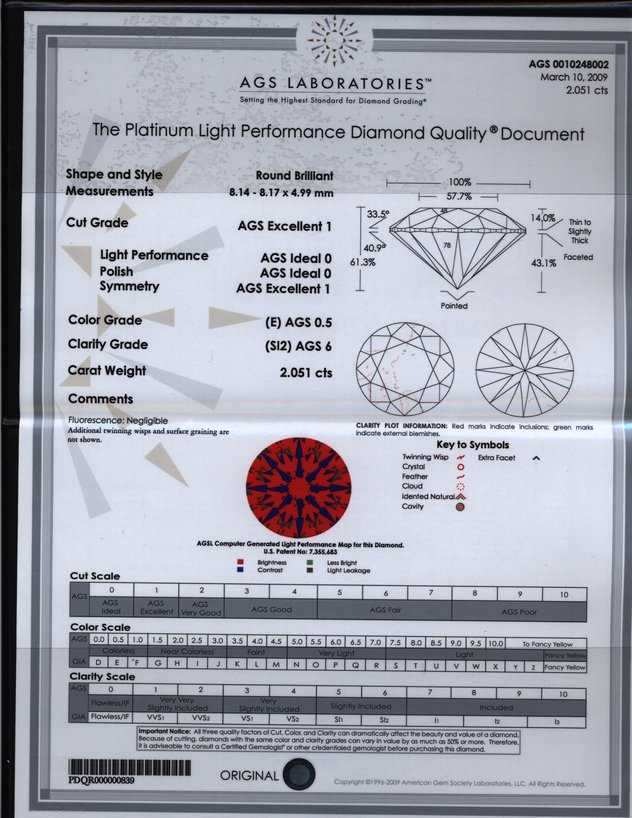 AGS LABORATORIES™
Setting the Highest Standard for Diamond Grading®
AGS 0010248002
March 10, 2009
2.051 cts
The Platinum Light Performance Diamond Quality® Document
Shape and Style Round Brilliant
Measurements 8.14 - 8.17 x 4.99 mm
Cut Grade AGS Excellent 1
Light Performance AGS Ideal 0
Polish AGS Ideal 0
Symmetry AGS Excellent 1
Color Grade (E) AGS 0.5
Clarity Grade (SI2) AGS 6
Carat Weight 2.051 cts
Comments
Fluorescence: Negligible
Additional twinning wisps and surface graining are
not shown.
100%
57.7%
33.5°
14.0%
Thin to
Slightly
Thick
40.9°
78
61.3%
43.1%
Faceted
Pointed
CLARITY PLOT INFORMATION: Red marks indicate inclusions; green marks
indicate external blemishes.
Key to Symbols
Twinning Wisp Extra Facet
Crystal
Feather
Cloud
Idented Natural
Cavity
AGSL Computer Generated Light Performance Map for this Diamond.
U.S. Patent No: 7,355,683
Brightness Less Bright
Contrast Light Leakage
Cut Scale
AGS 0 1 2 3 4 5 6 7 8 9 10
AGS Ideal AGS Excellent AGS Very Good AGS Good AGS Fair AGS Poor
Color Scale
AGS 0.0 0.5 1.0 1.5 2.0 2.5 3.0 3.5 4.0 4.5 5.0 5.5 6.0 6.5 7.0 7.5 8.0 8.5 9.0 9.5 10.0 To Fancy Yellow
Colorless Near Colorless Faint Very Light Light Fancy Yellow
GIA D E F G H I J K L M N O P Q R S T U V W X Y Z Fancy Yellow
Clarity Scale
AGS 0 1 2 3 4 5 6 7 8 9 10
Flawless/IF Very Very Slightly Included Very Slightly Included Slightly Included Included
GIA Flawless/IF VVS1 VVS2 VS1 VS2 SI1 SI2 I1 I2 I3
Important Notice: All three quality factors of Cut, Color, and Clarity can dramatically affect the beauty and value of a diamond.
Because of cutting, diamonds with the same color and clarity grades can vary in value by as much as 50% or more. Therefore,
it is adviseable to consult a Certified Gemologist® or other credentialed gemologist before purchasing this diamond.
PDQR00000839
ORIGINAL
Copyright ©1996-2009 American Gem Society Laboratories, LLC. All Rights Reserved.